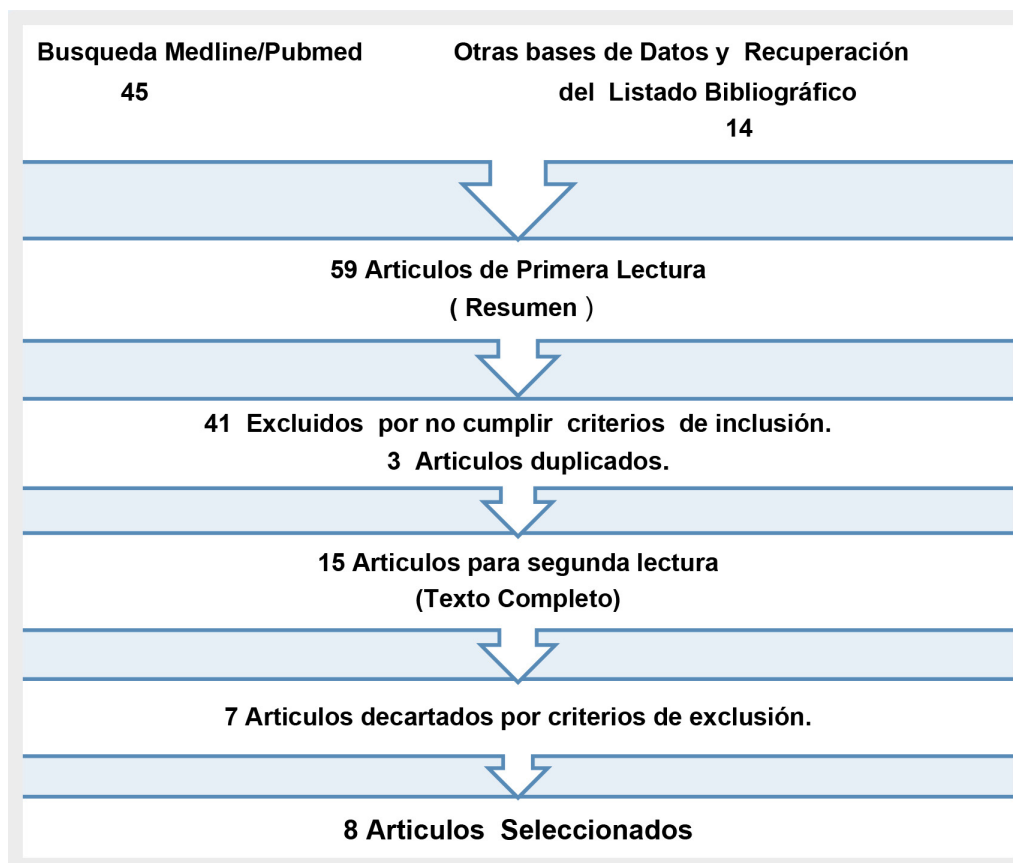 Busqueda Medline/Pubmed
45
Otras bases de Datos y Recuperación
del Listado Bibliográfico
14
59 Articulos de Primera Lectura
( Resumen )
41 Excluidos por no cumplir criterios de inclusión.
3 Articulos duplicados.
15 Articulos para segunda lectura
(Texto Completo)
7 Articulos decartados por criterios de exclusión.
8 Articulos Seleccionados